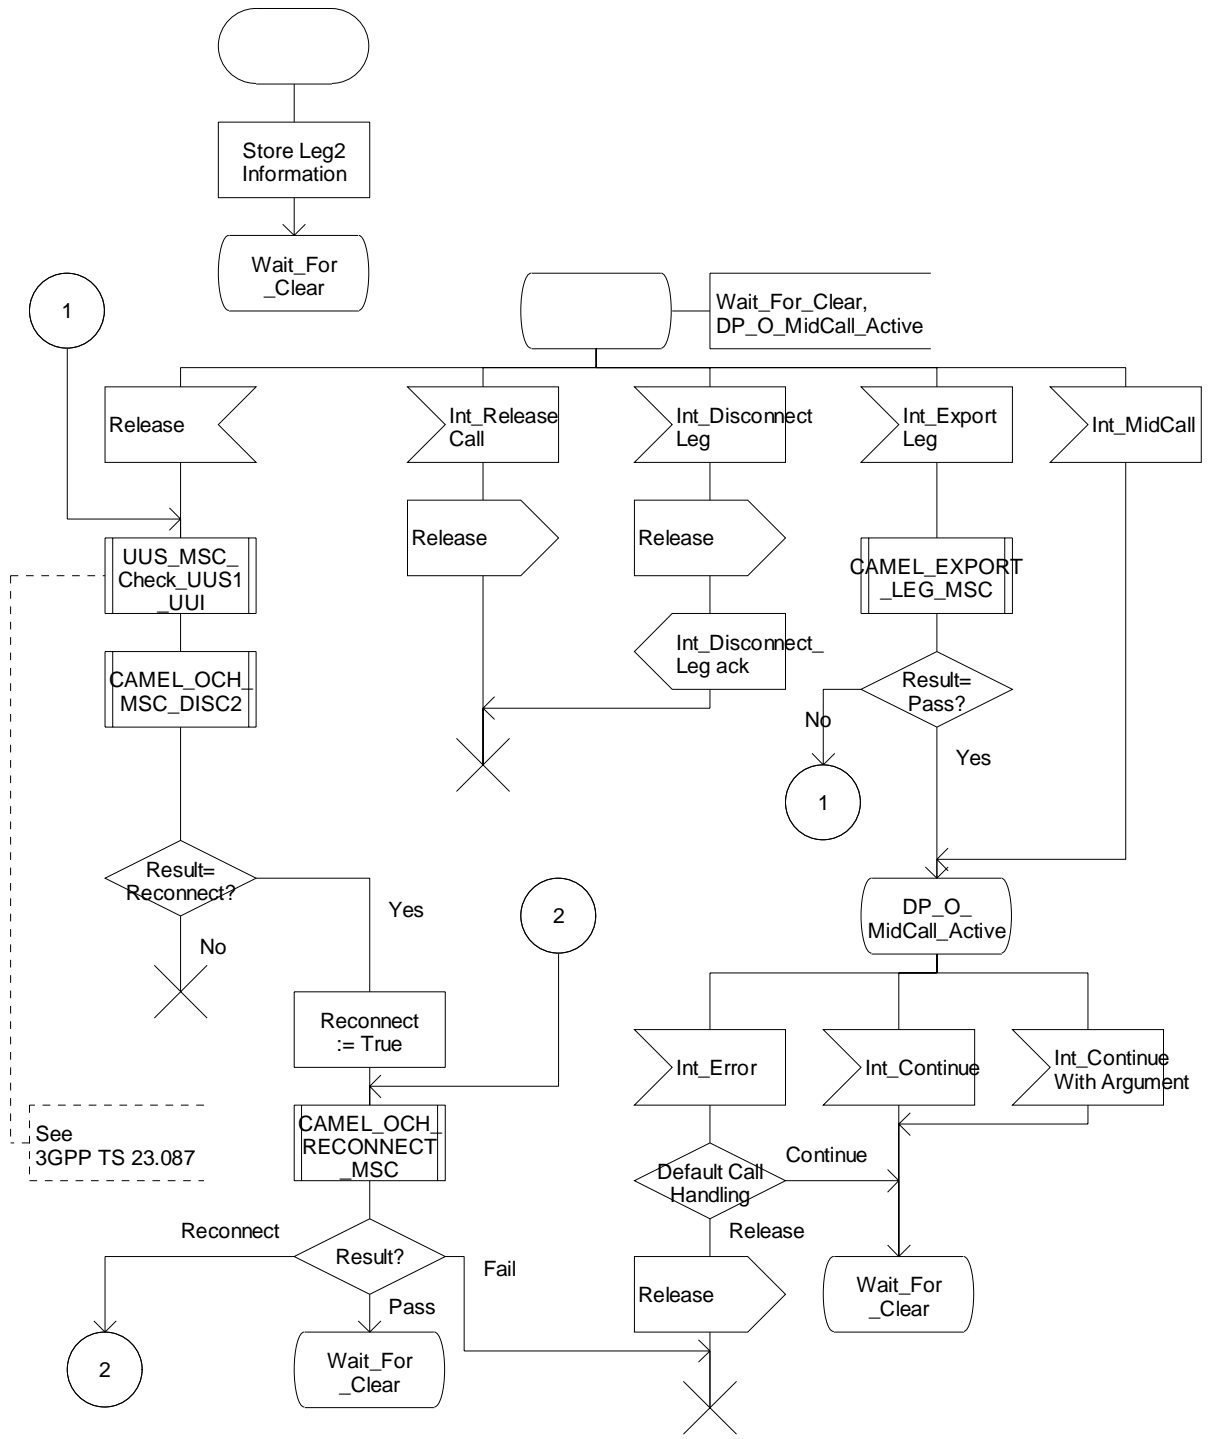 Store Leg2
Information
Wait_For
_Clear
1
Wait_For_Clear,
DP_O_MidCall_Active
Release
Int_Release
Call
Int_Disconnect
Leg
Int_Export
Leg
Int_MidCall
Release
Release
UUS_MSC_
Check_UUS1
_UUI
CAMEL_EXPORT
_LEG_MSC
Int_Disconnect_
Leg ack
CAMEL_OCH_
MSC_DISC2
Result=
Pass?
No
Yes
1
Result=
Reconnect?
Yes
No
2
DP_O_
MidCall_Active
Reconnect
:= True
Int_Error
Int_Continue
Int_Continue
With Argument
See
3GPP TS 23.087
CAMEL_OCH_
RECONNECT
_MSC
Default Call
Handling
Continue
Release
Reconnect
Result?
Fail
Pass
Release
Wait_For
_Clear
2
Wait_For
_Clear